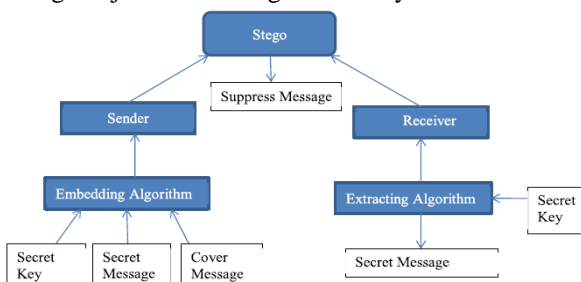 Stego
Suppress Message
Sender
Receiver
Embedding Algorithm
Extracting Algorithm
Secret
Key
Secret
Key
Secret
Message
Cover
Message
Secret Message